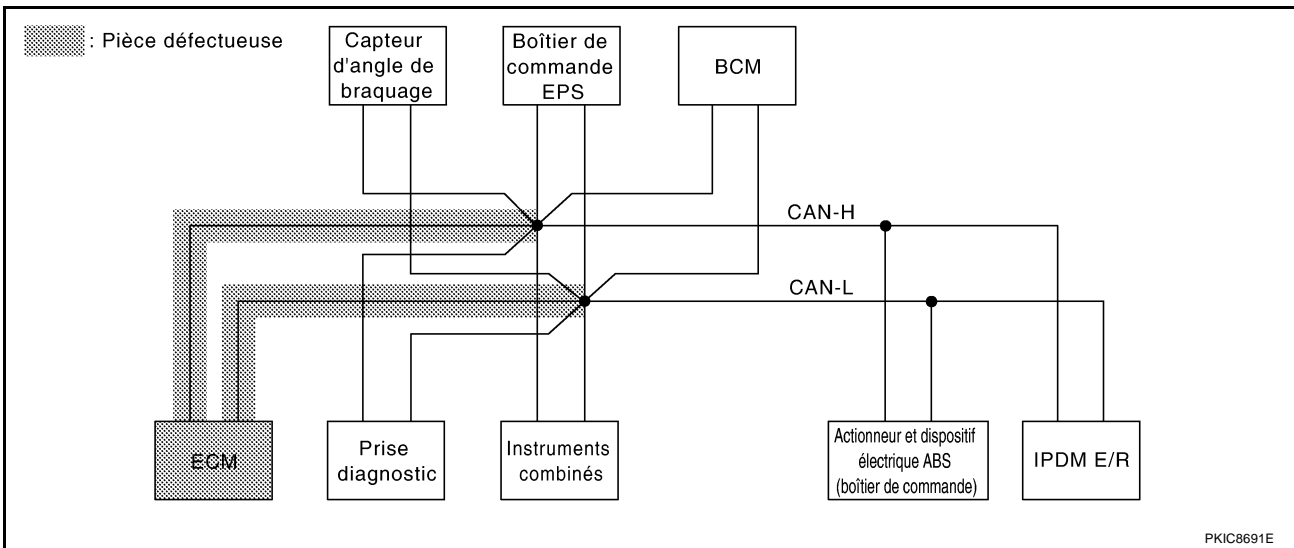 : Pièce défectueuse
Capteur
d'angle de
braquage
Boîtier de
commande
EPS
BCM
CAN-H
CAN-L
ECM
Prise
diagnostic
Instruments
combinés
Actionneur et dispositif
électrique ABS
(boîtier de commande)
IPDM E/R
PKIC8691E